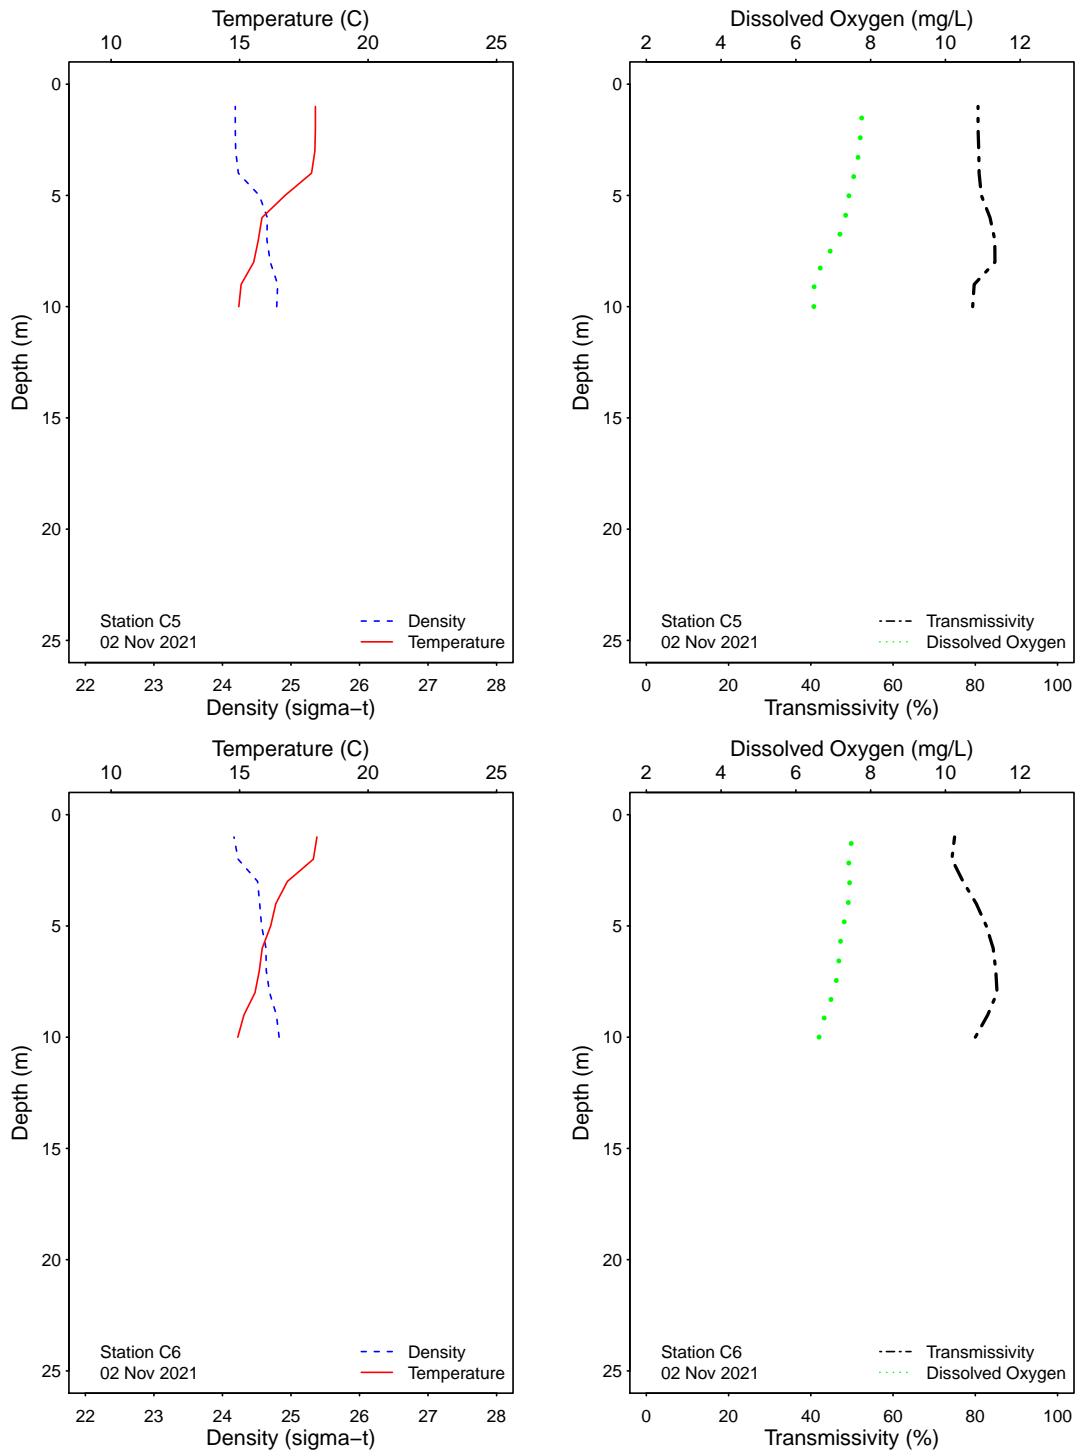 Temperature (C)
10 15 20 25
0
5
10
15
20
25
Depth (m)
Station C5
02 Nov 2021
Density
Temperature
22 23 24 25 26 27 28
Density (sigma−t)
Dissolved Oxygen (mg/L)
2 4 6 8 10 12
0
5
10
15
20
25
Depth (m)
Station C5
02 Nov 2021
Transmissivity
Dissolved Oxygen
0 20 40 60 80 100
Transmissivity (%)
Temperature (C)
10 15 20 25
0
5
10
15
20
25
Depth (m)
Station C6
02 Nov 2021
Density
Temperature
22 23 24 25 26 27 28
Density (sigma−t)
Dissolved Oxygen (mg/L)
2 4 6 8 10 12
0
5
10
15
20
25
Depth (m)
Station C6
02 Nov 2021
Transmissivity
Dissolved Oxygen
0 20 40 60 80 100
Transmissivity (%)